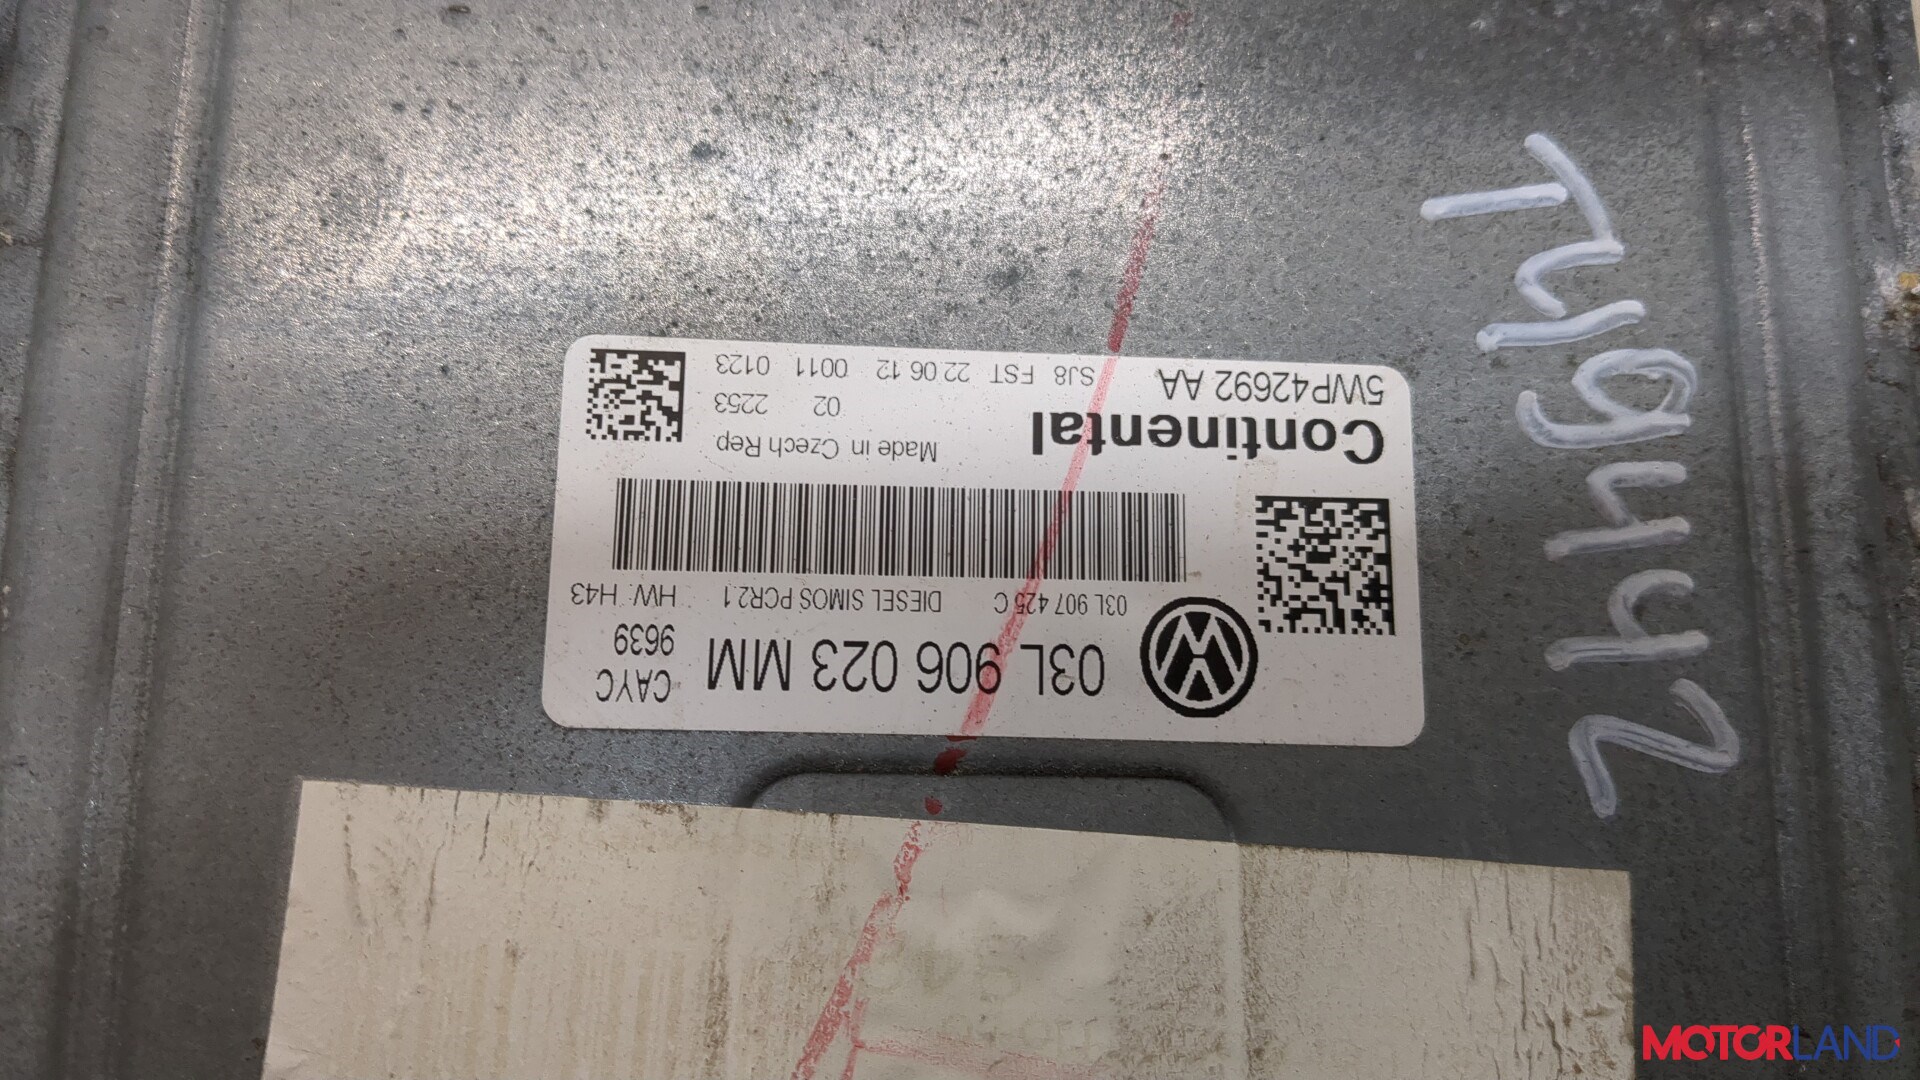 03L 906 023 MM
CAYC
9639
03L 907 425 C DIESEL SIMOS PCR2.1 HW: H43
Continental
Made in Czech Rep
02 2253
5WP42692 AA SJ8 FST 22 06 12 0011 0123
MOTORLAND